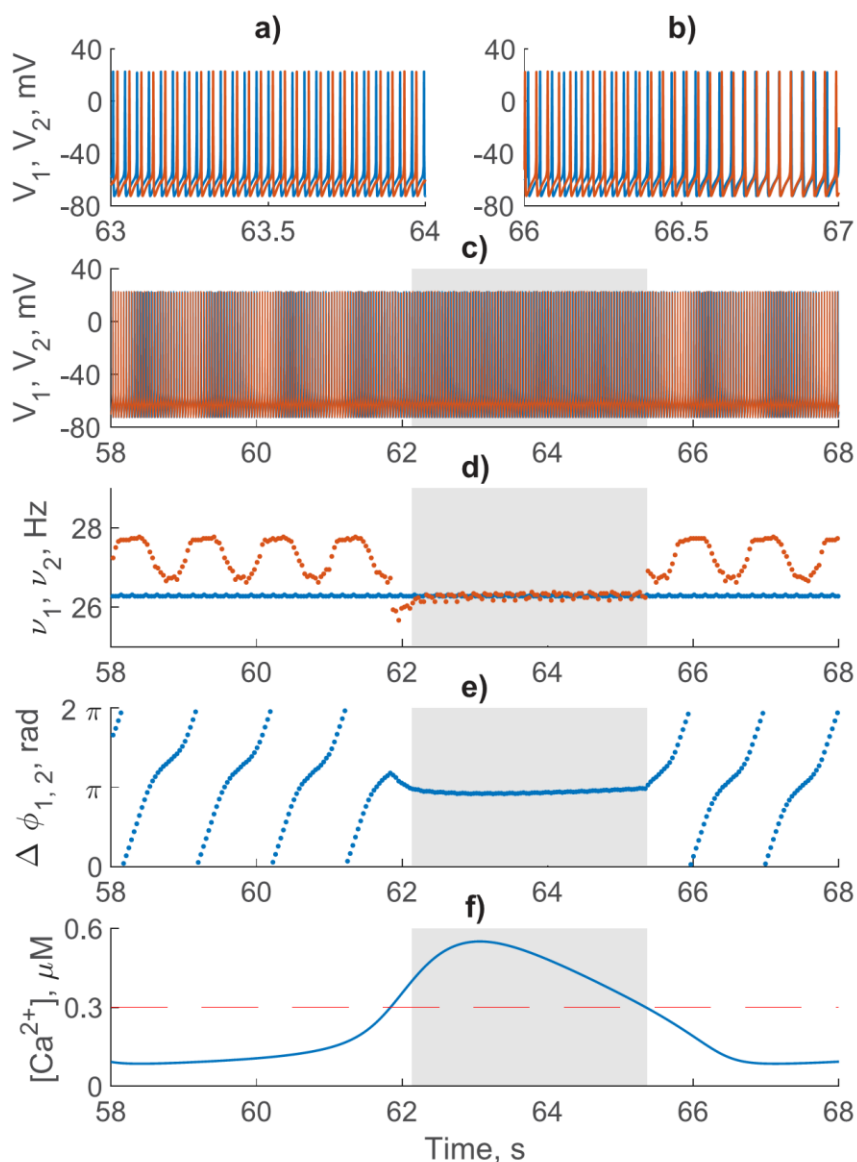 a) b)
V1, V2, mV
40
0
-40
-80
63 63.5 64
V1, V2, mV
40
0
-40
-80
66 66.5 67
c)
V1, V2, mV
40
0
-40
-80
58 60 62 64 66 68
d)
ν1, ν2, Hz
28
26
58 60 62 64 66 68
e)
Δ ϕ1, 2, rad
2 π
π
0
58 60 62 64 66 68
f)
[Ca2+], μM
0.6
0.3
0
58 60 62 64 66 68
Time, s